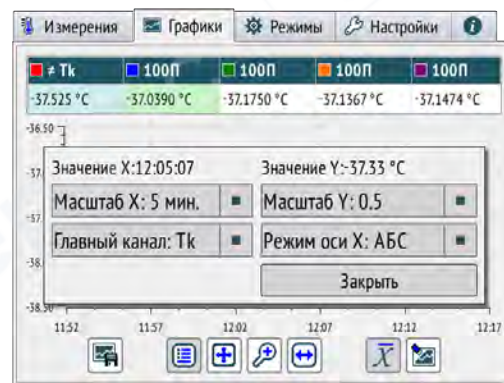 Измерения Графики Режимы Настройки
≠ Tk 100П 100П 100П 100П
-37.525 °C -37.0390 °C -37.1750 °C -37.1367 °C -37.1474 °C
-36.50
Значение X:12:05:07 Значение Y:-37.33 °C
Масштаб X: 5 мин. Масштаб Y: 0.5
Главный канал: Tk Режим оси X: АБС
Закрыть
11:52 11:57 12:02 12:07 12:12 12:17
X